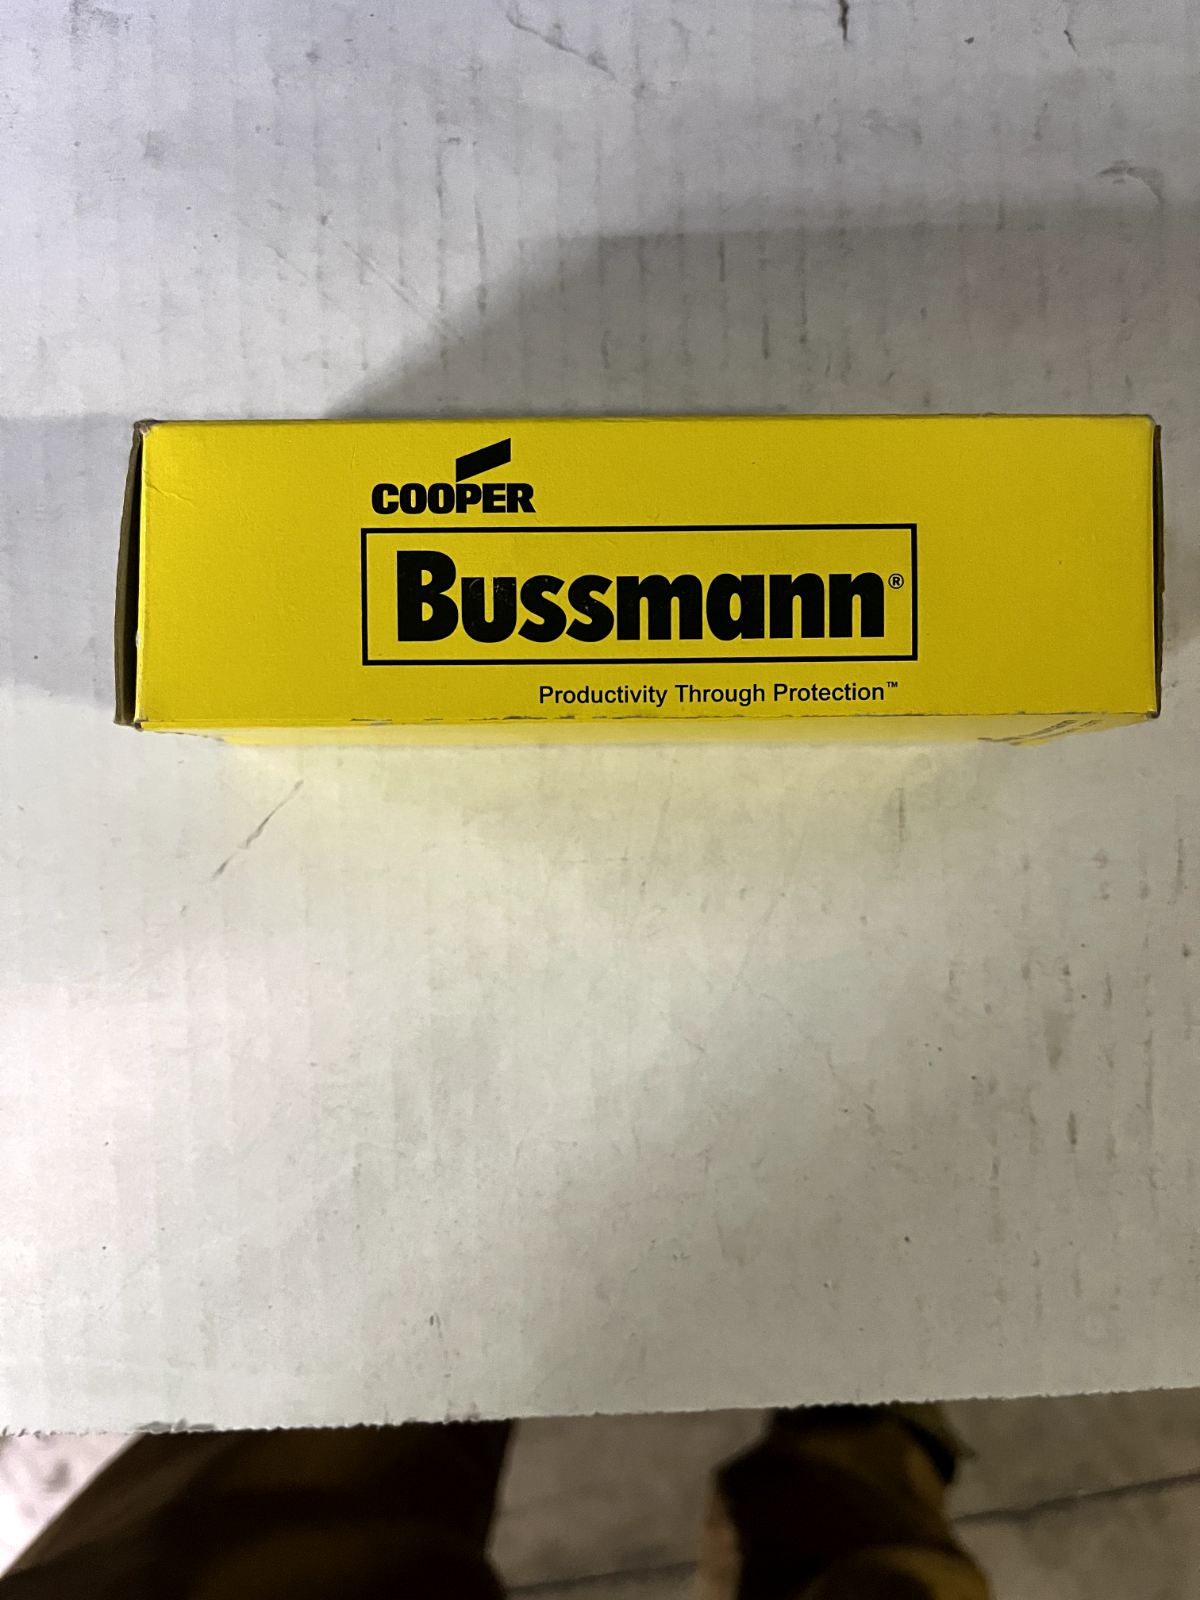 COOPER
Bussmann®
Productivity Through Protection™